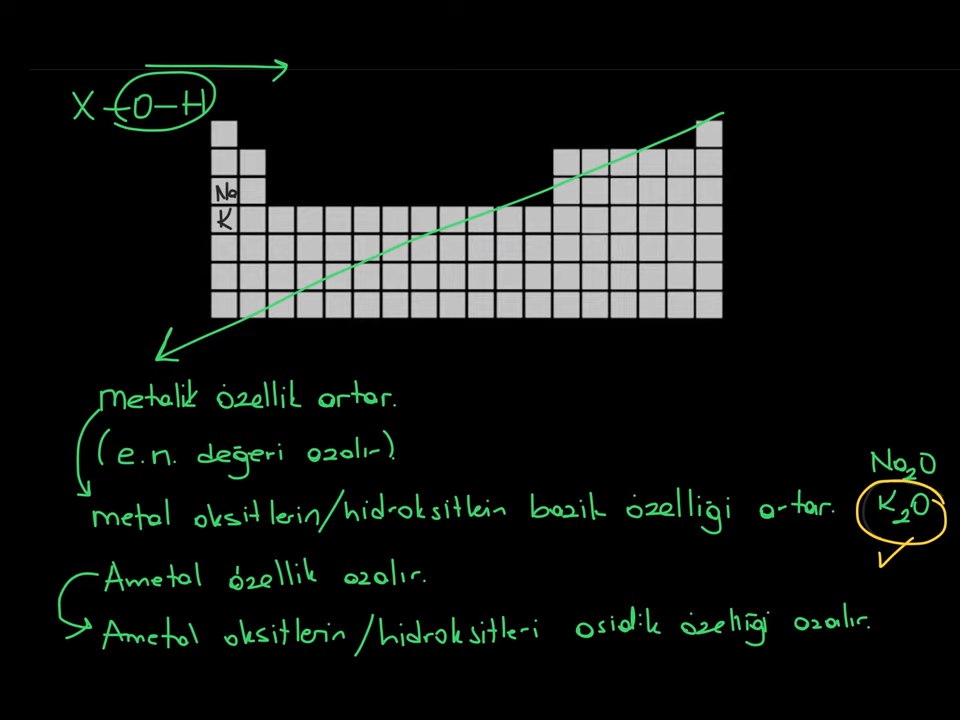 X-O-H
Na
K
metalik özellik artar.
(e.n. değeri azalır)
metal oksitlerin/hidroksitlein bazik özelliği artar.
Na₂O
K₂O
Ametal özellik azalır.
Ametal oksitlerin/hidroksitleri asidik özelliği azalır.